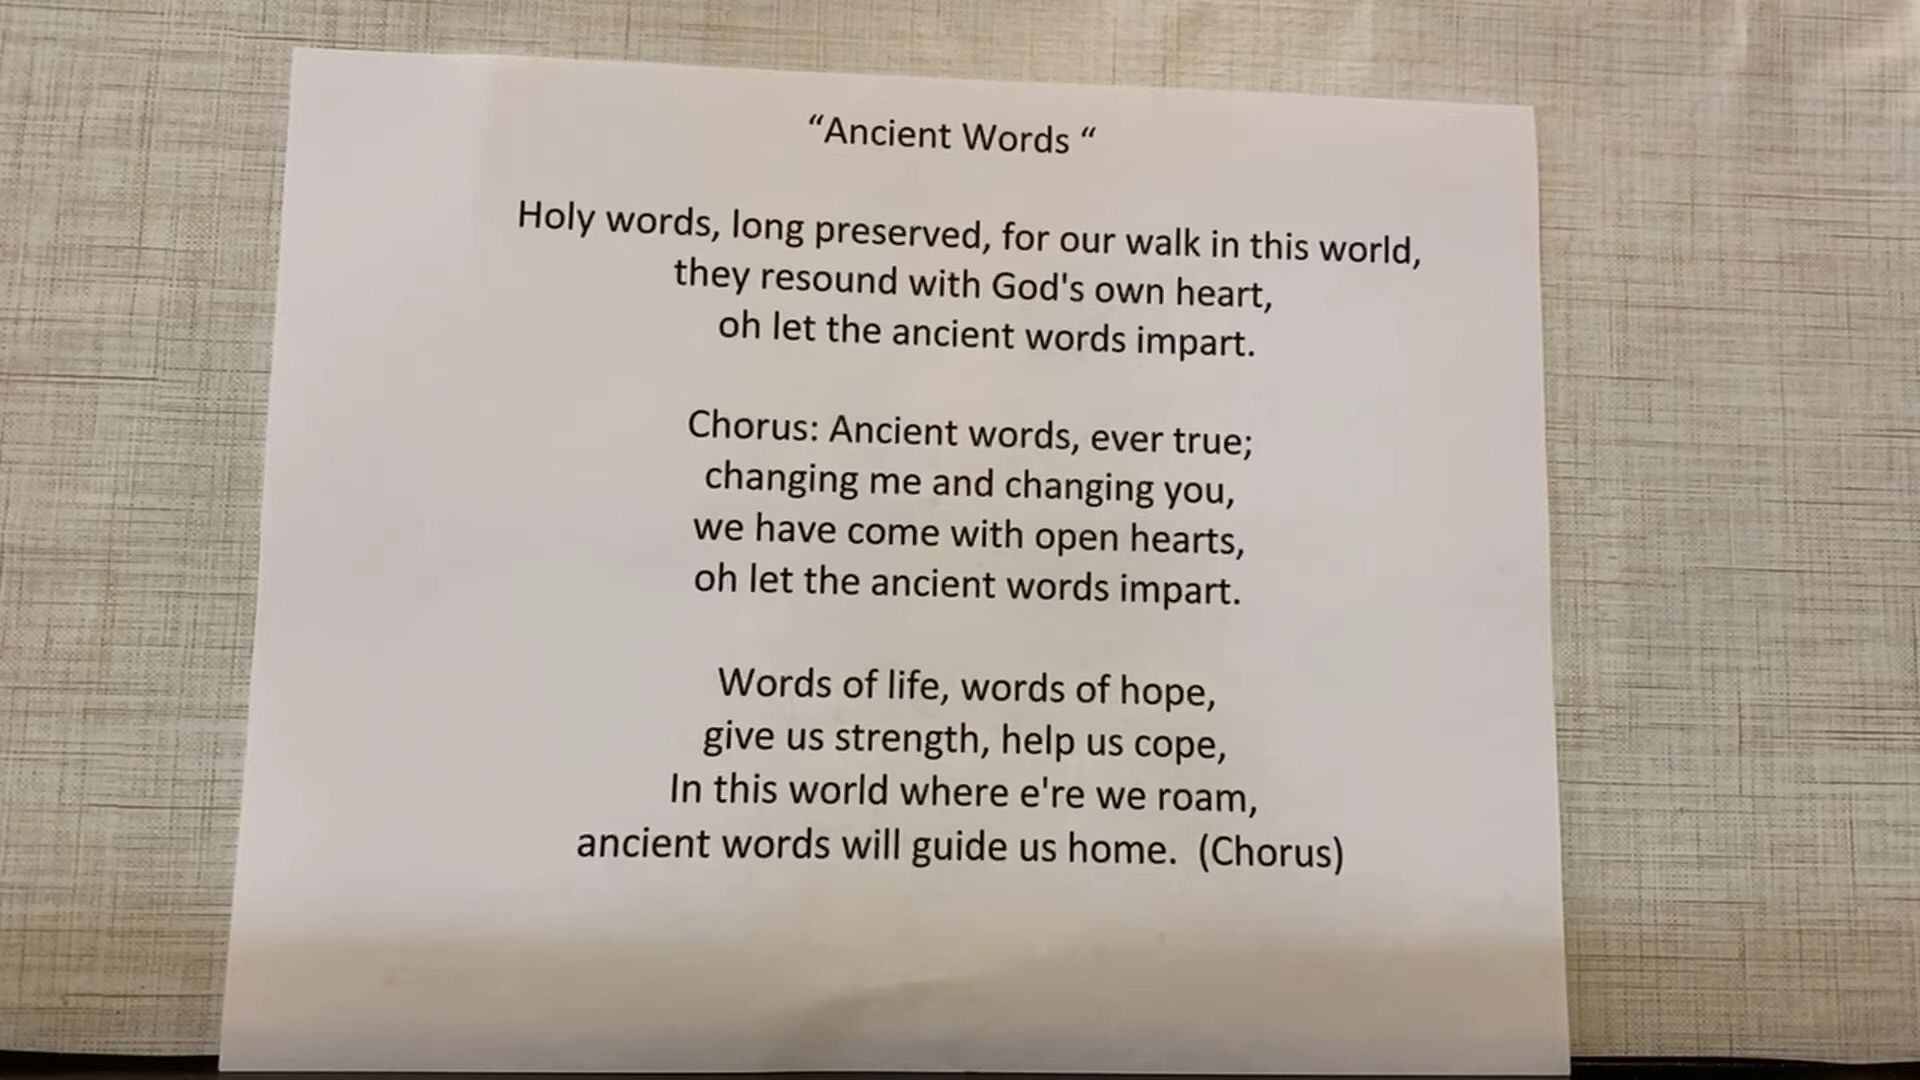 “Ancient Words “
Holy words, long preserved, for our walk in this world,
they resound with God's own heart,
oh let the ancient words impart.
Chorus: Ancient words, ever true;
changing me and changing you,
we have come with open hearts,
oh let the ancient words impart.
Words of life, words of hope,
give us strength, help us cope,
In this world where e're we roam,
ancient words will guide us home.  (Chorus)